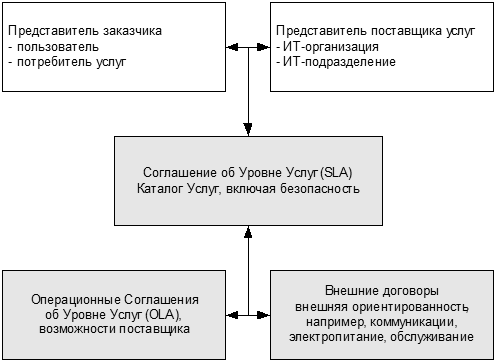 Представитель заказчика
- пользователь
- потребитель услуг
Представитель поставщика услуг
- ИТ-организация
- ИТ-подразделение
Соглашение об Уровне Услуг (SLA)
Каталог Услуг, включая безопасность
Операционные Соглашения
об Уровне Услуг (OLA),
возможности поставщика
Внешние договоры
внешняя ориентированность,
например, коммуникации,
электропитание, обслуживание